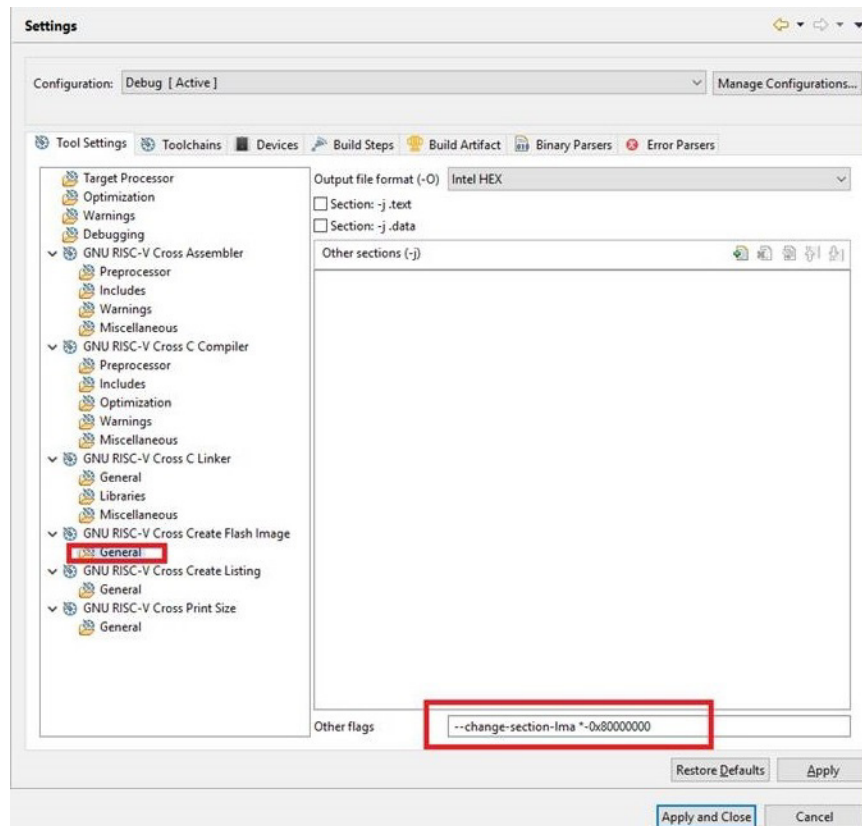 Settings
Configuration: Debug [ Active ] Manage Configurations...
Tool Settings Toolchains Devices Build Steps Build Artifact Binary Parsers Error Parsers
Target Processor
Optimization
Warnings
Debugging
GNU RISC-V Cross Assembler
Preprocessor
Includes
Warnings
Miscellaneous
GNU RISC-V Cross C Compiler
Preprocessor
Includes
Optimization
Warnings
Miscellaneous
GNU RISC-V Cross C Linker
General
Libraries
Miscellaneous
GNU RISC-V Cross Create Flash Image
General
GNU RISC-V Cross Create Listing
General
GNU RISC-V Cross Print Size
General
Output file format (-O) Intel HEX
Section: -j .text
Section: -j .data
Other sections (-j)
Other flags --change-section-lma *-0x80000000
Restore Defaults Apply
Apply and Close Cancel